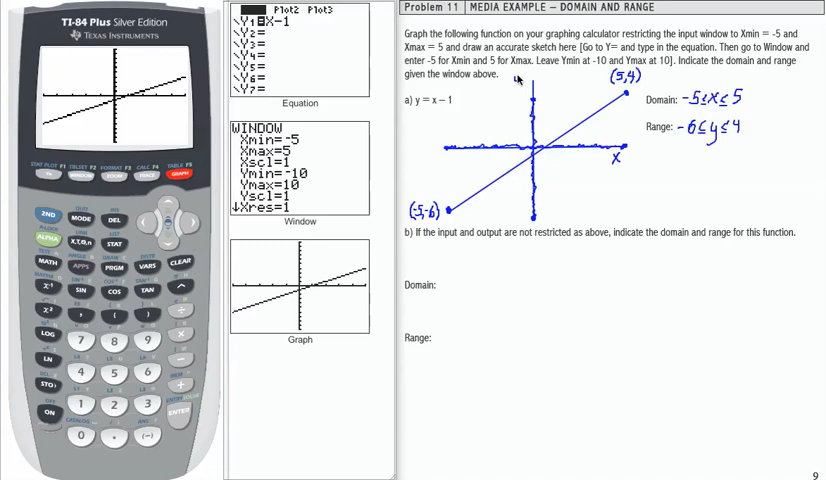 TI-84 Plus Silver Edition
TEXAS INSTRUMENTS
STAT PLOT F1 TBLSET F2 FORMAT F3 CALC F4 TABLE F5
Y= WINDOW ZOOM TRACE GRAPH
2ND MODE DEL
ALPHA X,T,Θ,n STAT
MATH APPS PRGM VARS CLEAR
X⁻¹ SIN COS TAN ^
X² , ( ) ÷
LOG 7 8 9 ×
LN 4 5 6 −
STO› 1 2 3 +
ON 0 . (−) ENTER
Plot2 Plot3
\Y₁=X-1
\Y₂=
\Y₃=
\Y₄=
\Y₅=
\Y₆=
\Y₇=
Equation
WINDOW
Xmin=-5
Xmax=5
Xscl=1
Ymin=-10
Ymax=10
Yscl=1
↓Xres=1
Window
Graph
Problem 11 | MEDIA EXAMPLE – DOMAIN AND RANGE
Graph the following function on your graphing calculator restricting the input window to Xmin = -5 and
Xmax = 5 and draw an accurate sketch here [Go to Y= and type in the equation. Then go to Window and
enter -5 for Xmin and 5 for Xmax. Leave Ymin at -10 and Ymax at 10]. Indicate the domain and range
given the window above.
(5,4)
a) y = x – 1
Domain: -5≤x≤5
Range: -6≤y≤4
x
(-5,-6)
b) If the input and output are not restricted as above, indicate the domain and range for this function.
Domain:
Range:
9